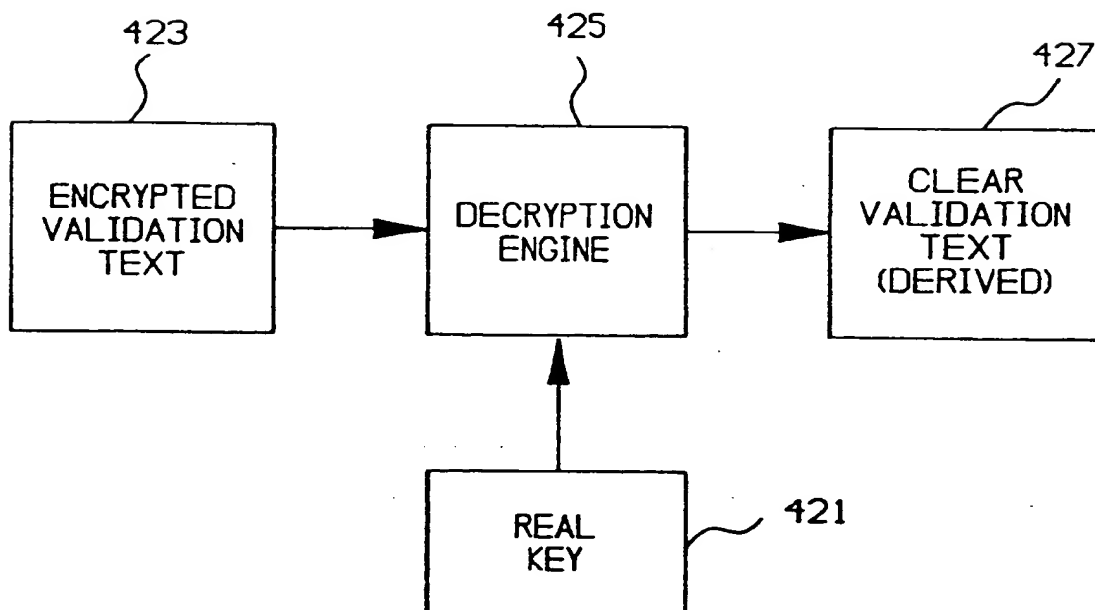 423
425
427
ENCRYPTED
VALIDATION
TEXT
DECRYPTION
ENGINE
CLEAR
VALIDATION
TEXT
(DERIVED)
REAL
KEY
421